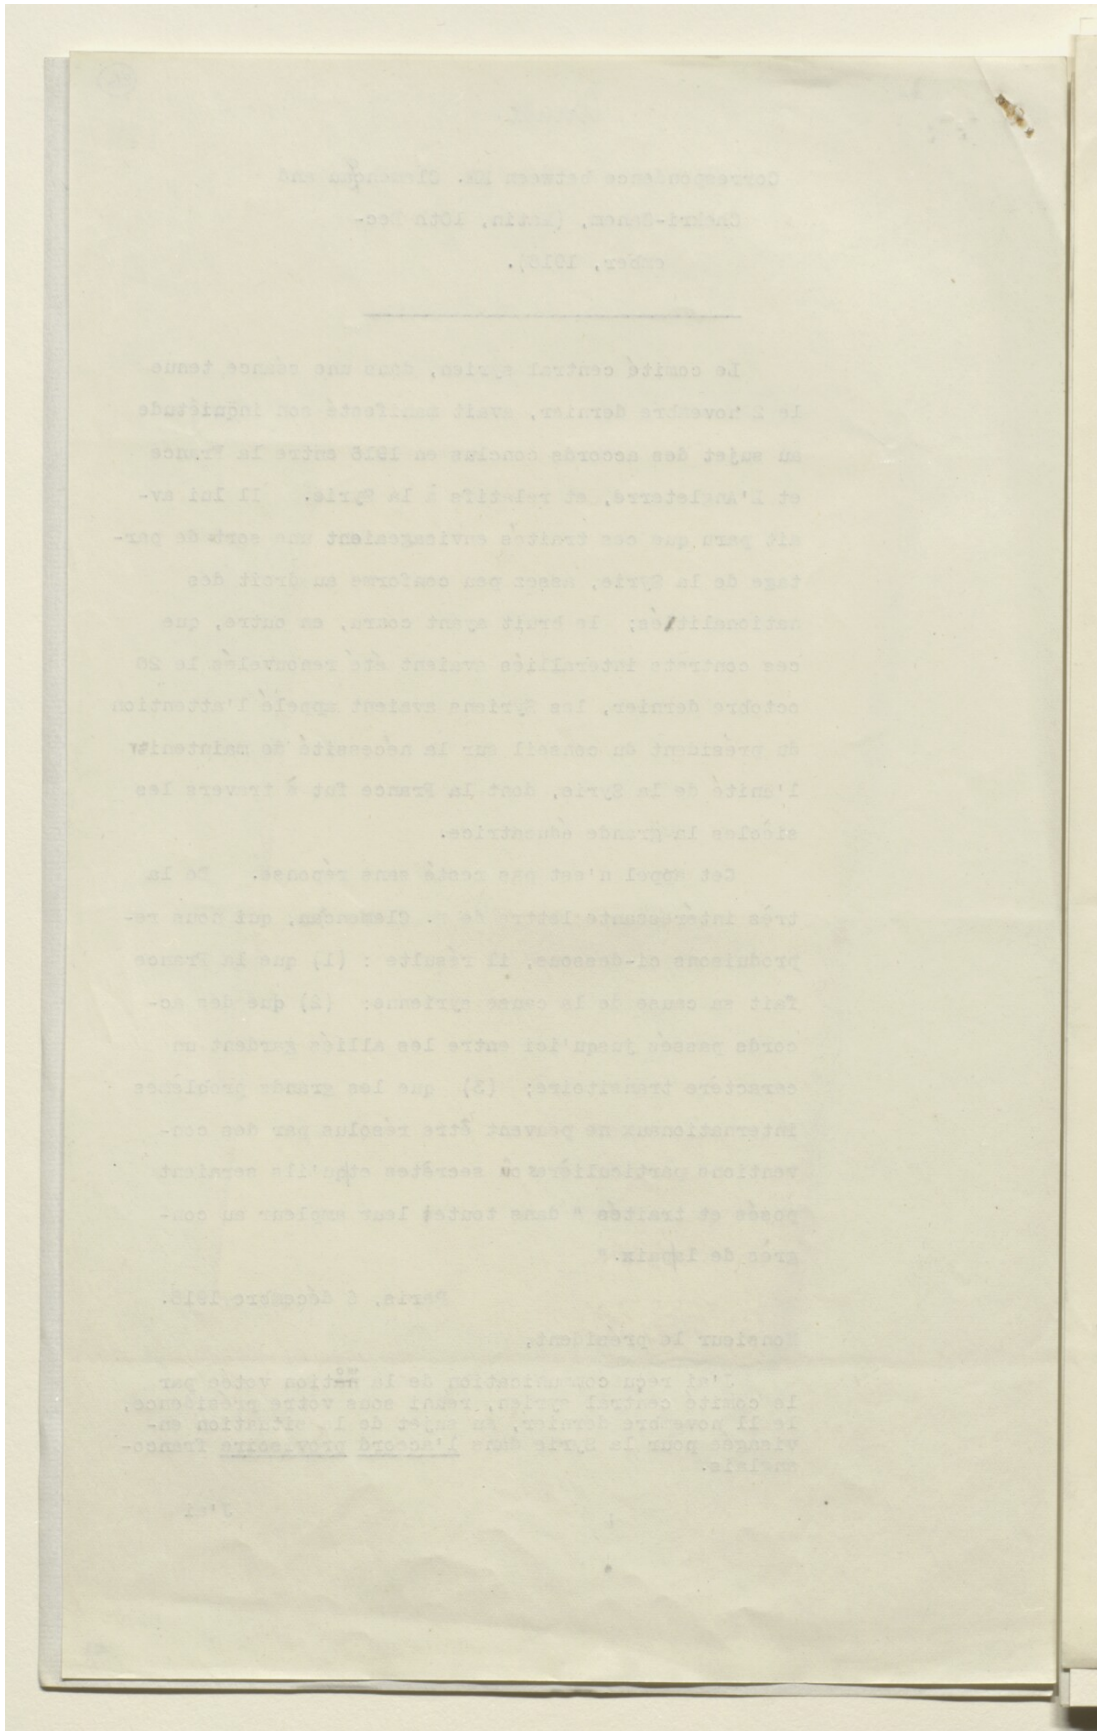 Correspondence between MM. Clemenceau and
Chekri-Ganem, (Matin, 10th Dec-
ember, 1918).
Le comité central syrien, dans une séance tenue
le 2 novembre dernier, avait manifesté son inquiétude
au sujet des accords conclus en 1916 entre la France
et l'Angleterre, et relatifs à la Syrie. Il lui av-
ait paru que ces traités envisageaient une sorte de par-
tage de la Syrie, assez peu conforme au droit des
nationalités; le bruit ayant couru, en outre, que
ces contrats interalliés avaient été renouvelés le 26
octobre dernier, les Syriens avaient appelé l'attention
du président du conseil sur la nécessité de maintenir
l'unité de la Syrie, dont la France fut à travers les
siècles la grande éducatrice.
Cet appel n'est pas resté sans réponse. De la
très intéressante lettre de M. Clemenceau, qui nous re-
produisons ci-dessous, il résulte : (1) que la France
fait sa cause de la cause syrienne; (2) que des ac-
cords passés jusqu'ici entre les alliés gardent un
caractère transitoire; (3) que les grands problèmes
internationaux ne peuvent être résolus par des con-
ventions particulières ou secrètes et qu'ils seraient
posés et traités " dans toute leur ampleur au con-
grès de la paix."
Paris, 6 décembre 1918.
Monsieur le président,
J'ai reçu communication de la motion votée par
le comité central syrien, réuni sous votre présidence,
le 11 novembre dernier, au sujet de la situation en-
visagée pour la Syrie dans l'accord provisoire franco-
anglais.
J'ai